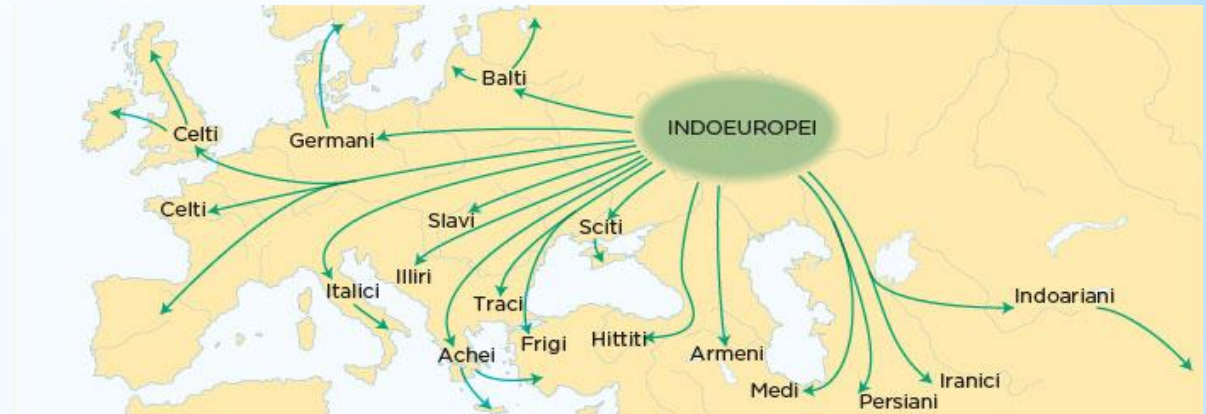 Balti
INDOEUROPEI
Celti
Germani
Celti
Slavi
Sciti
Illiri
Italici
Traci
Indoariani
Achei
Frigi
Hittiti
Armeni
Medi
Iranici
Persiani